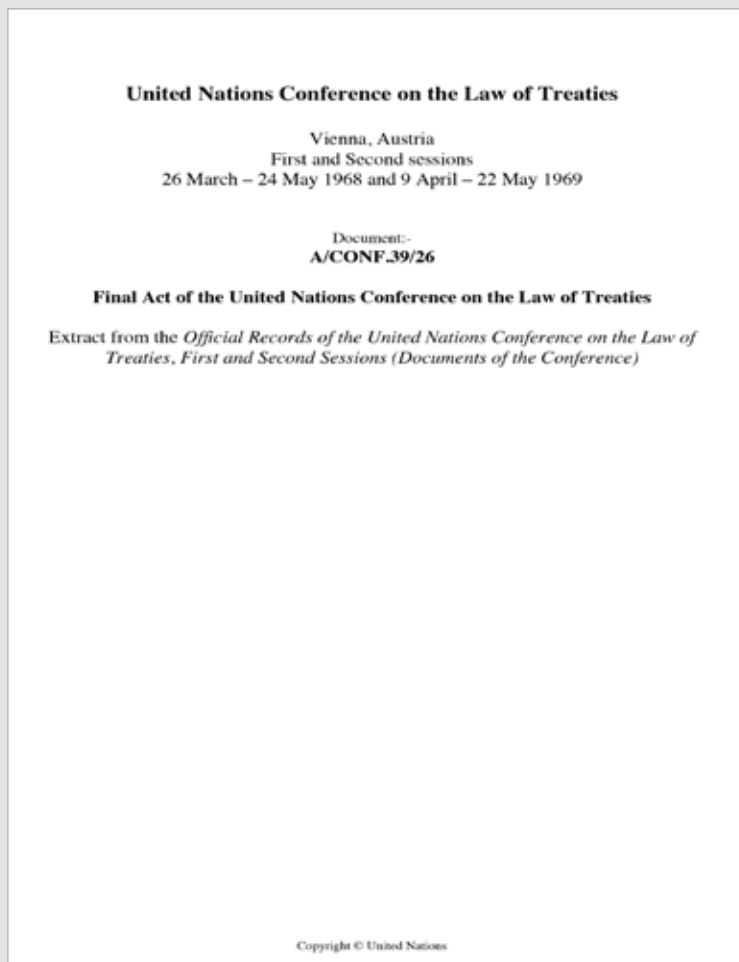 United Nations Conference on the Law of Treaties
Vienna, Austria
First and Second sessions
26 March – 24 May 1968 and 9 April – 22 May 1969
Document:-
A/CONF.39/26
Final Act of the United Nations Conference on the Law of Treaties
Extract from the Official Records of the United Nations Conference on the Law of
Treaties, First and Second Sessions (Documents of the Conference)
Copyright © United Nations